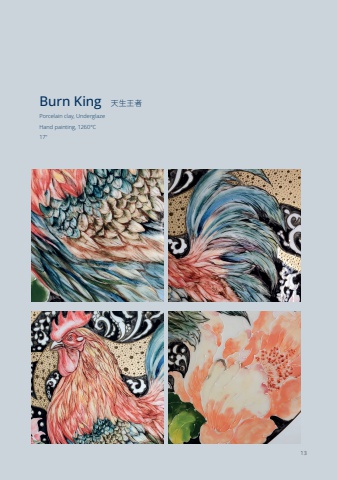 Burn King 天生王者
Porcelain clay, Underglaze
Hand painting, 1260°C
17"
13